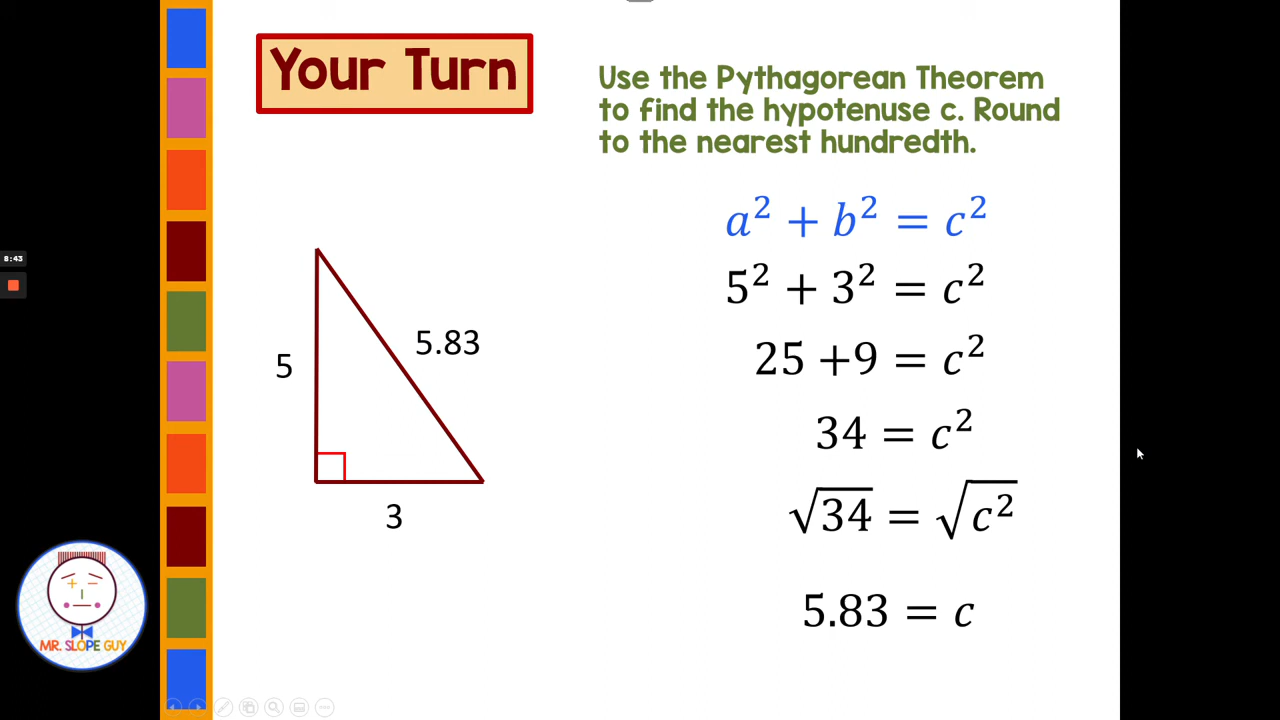 Your Turn
Use the Pythagorean Theorem
to find the hypotenuse c. Round
to the nearest hundredth.
a² + b² = c²
5² + 3² = c²
25 +9 = c²
34 = c²
√34 = √c²
5.83 = c
5
5.83
3
8:43
MR. SLOPE GUY